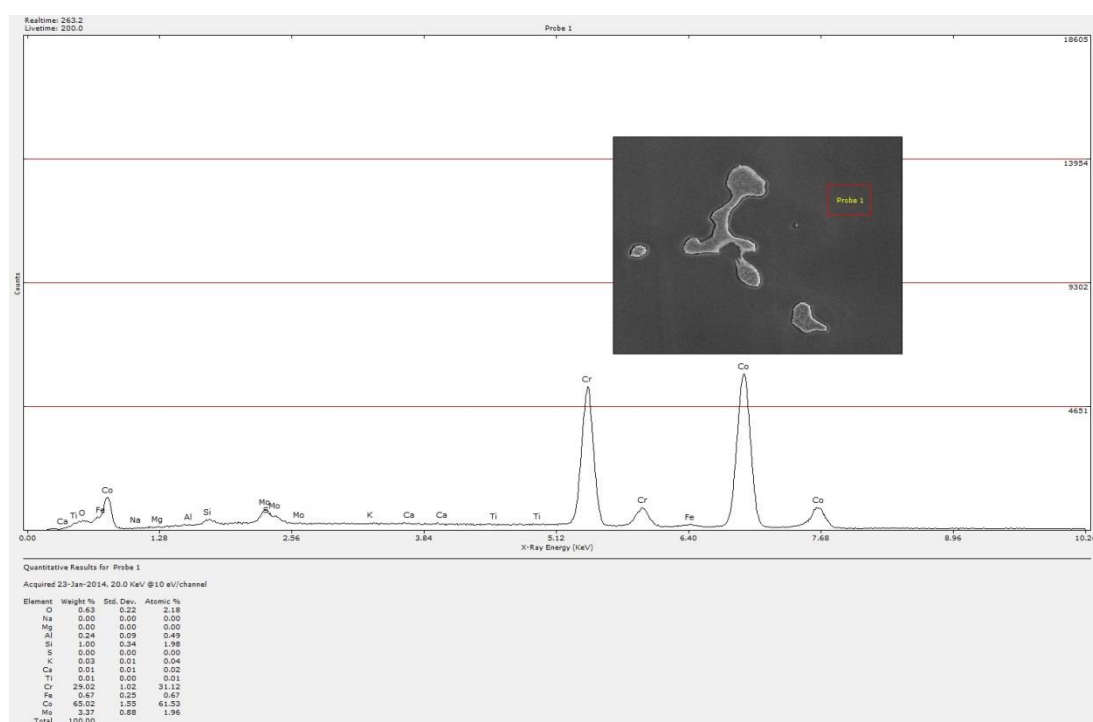 Realtime: 263.2
Livetime: 200.0
Probe 1
18605
13954
Probe 1
9302
Counts
Co
Cr
4651
Co
Mo
Fe Mo
Cr Co
Ca Ti O Na Mg Al Si S Mo K Ca Ca Ti Ti Fe
0.00 1.28 2.56 3.84 5.12 6.40 7.68 8.96 10.24
X-Ray Energy (KeV)
Quantitative Results for Probe 1
Acquired 23-Jan-2014, 20.0 KeV @10 eV/channel
Element Weight % Std. Dev. Atomic %
O 0.63 0.22 2.18
Na 0.00 0.00 0.00
Mg 0.00 0.00 0.00
Al 0.24 0.09 0.49
Si 1.00 0.34 1.98
S 0.00 0.00 0.00
K 0.03 0.01 0.04
Ca 0.01 0.01 0.02
Ti 0.01 0.00 0.01
Cr 29.02 1.02 31.12
Fe 0.67 0.25 0.67
Co 65.02 1.55 61.53
Mo 3.37 0.88 1.96
Total 100.00